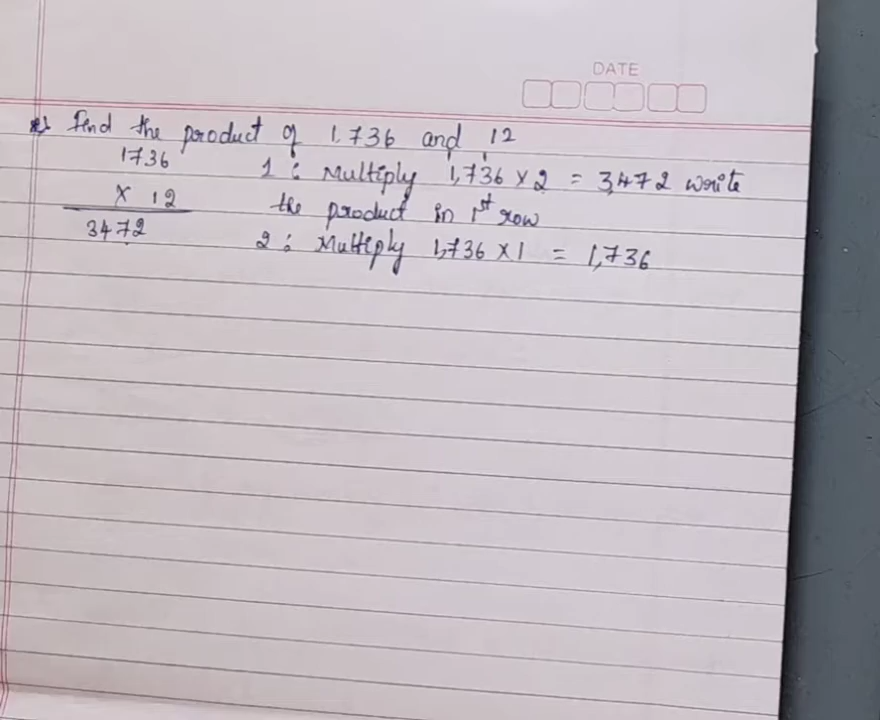 DATE
Find the product of 1,736 and 12
1736 1 : Multiply 1,736 x 2 = 3,472 write
x 12 the product in 1st row
3472 2 : Multiply 1,736 x 1 = 1,736